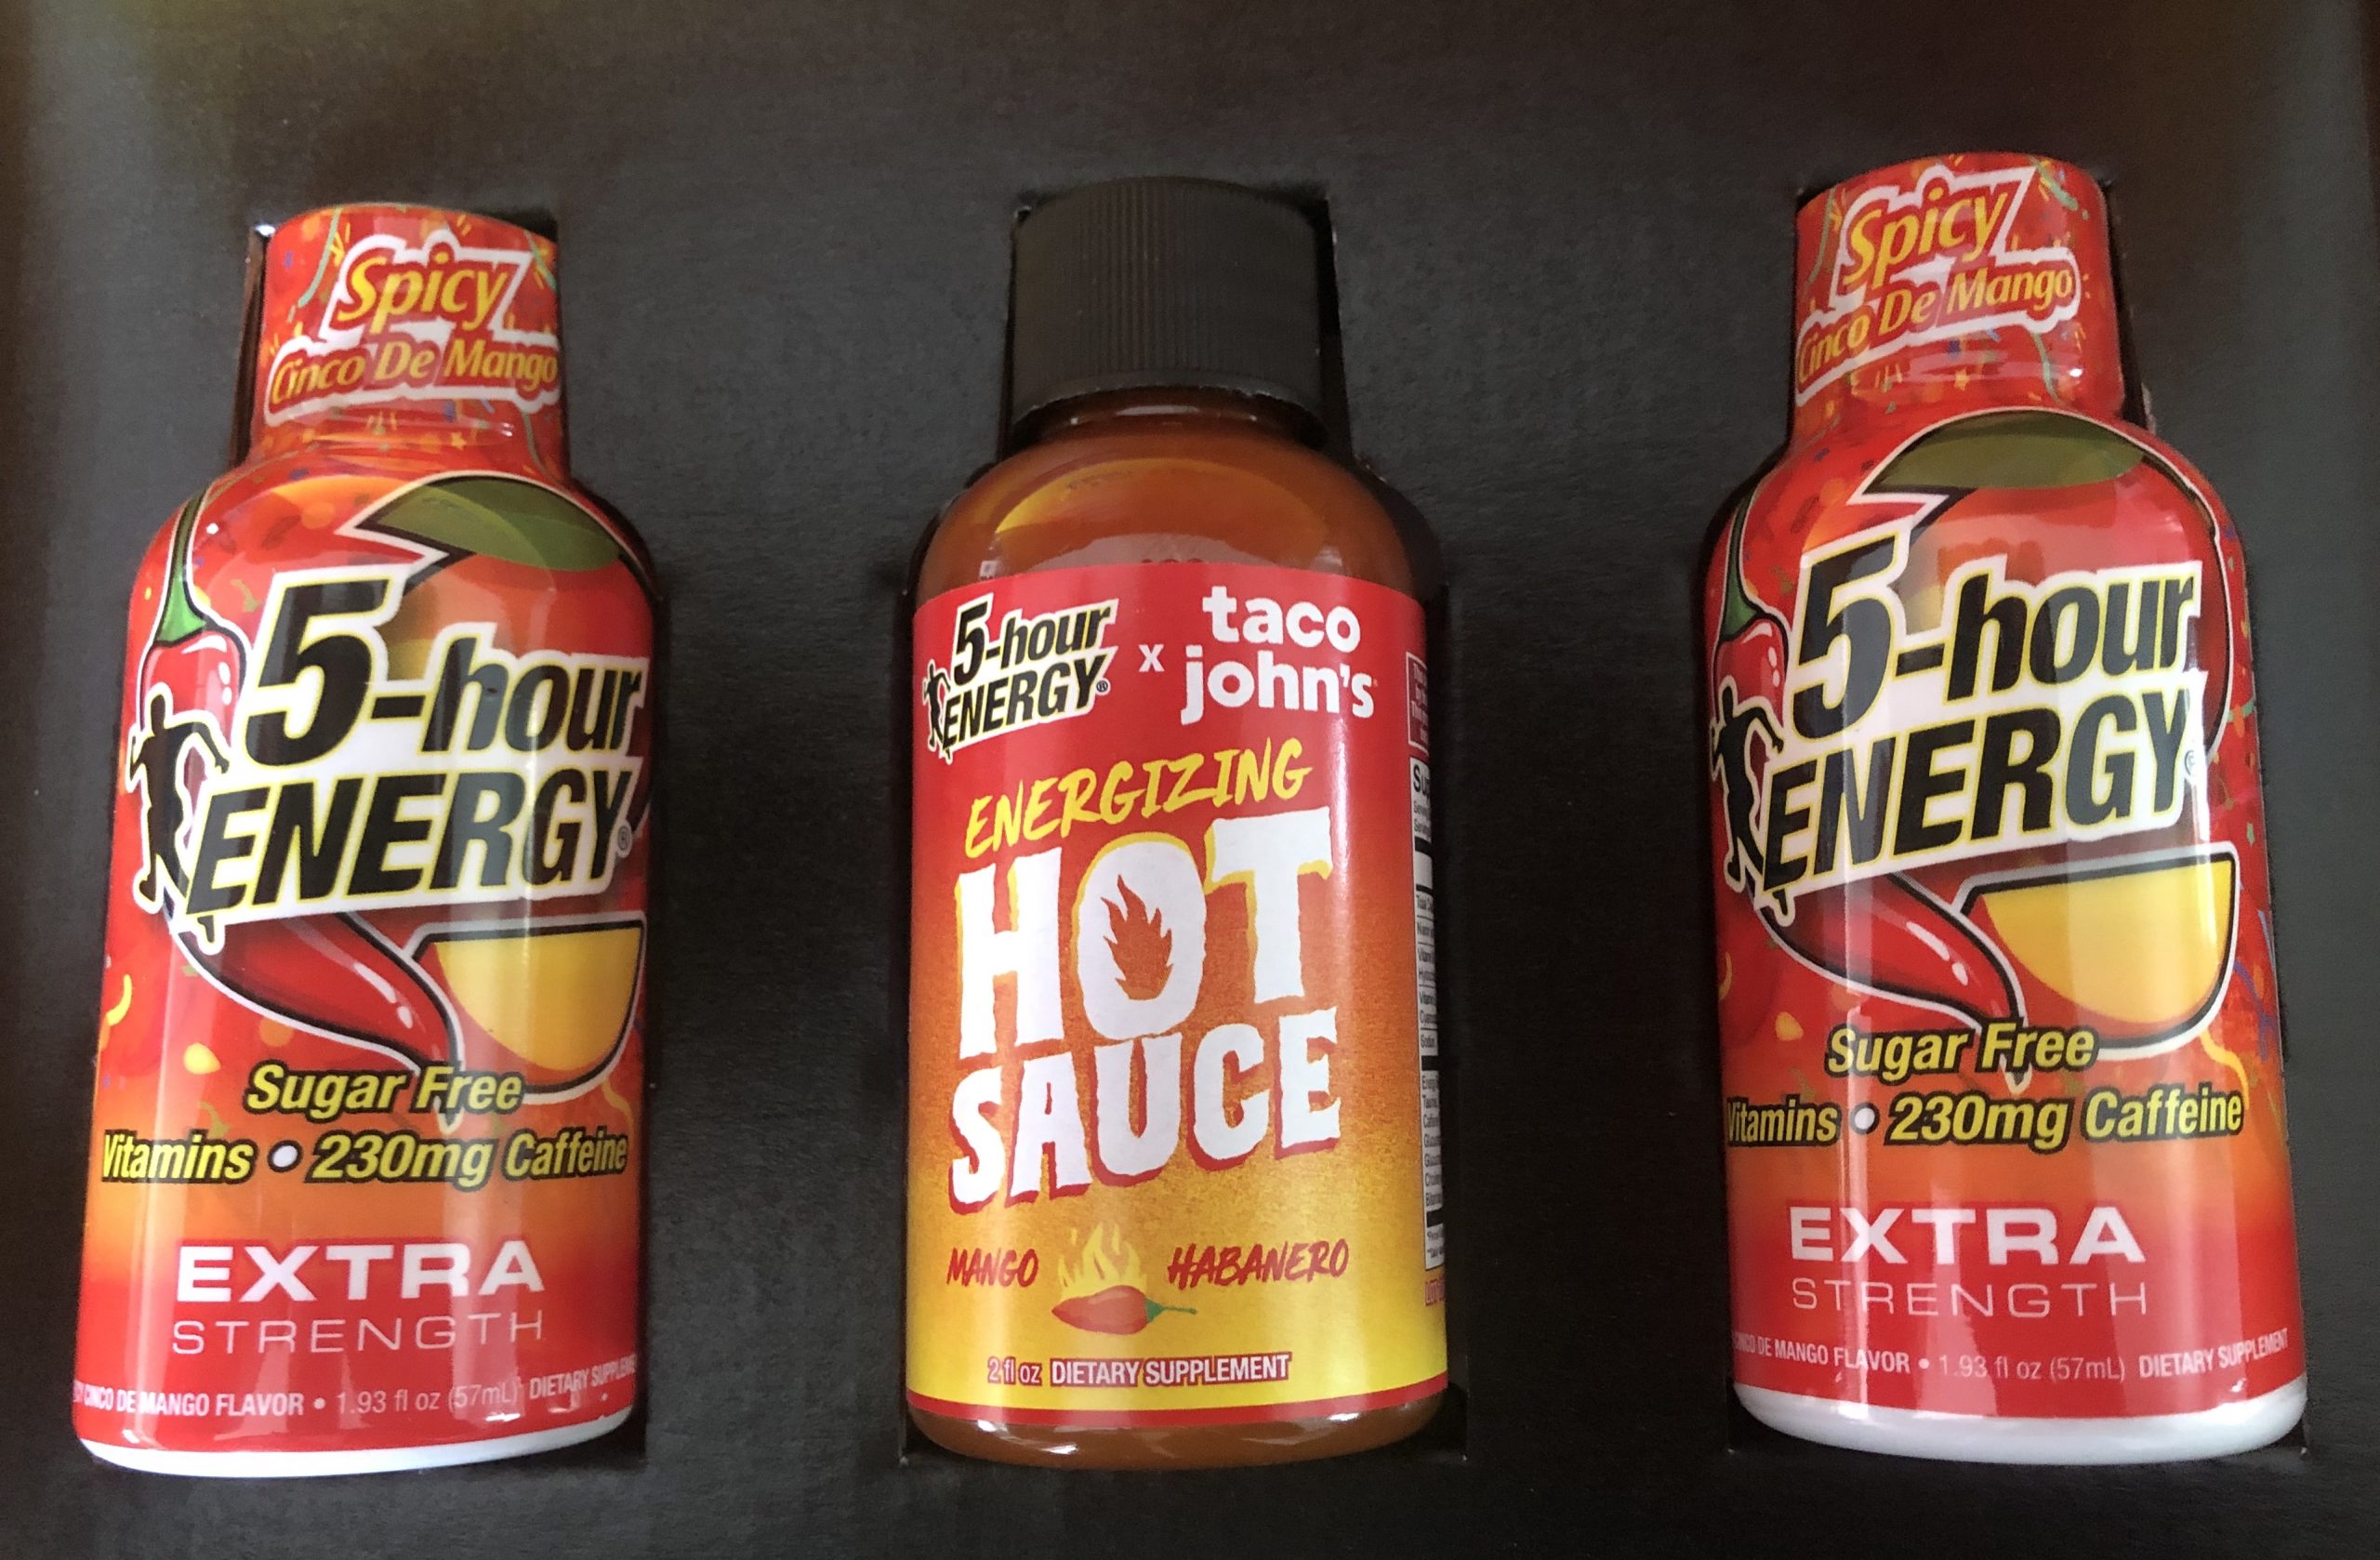 Spicy
Cinco De Mango
5-hour
ENERGY®
Sugar Free
Vitamins • 230mg Caffeine
EXTRA
STRENGTH
CINCO DE MANGO FLAVOR • 1.93 fl oz (57mL) DIETARY
5-hour
ENERGY®
x
taco
john's
ENERGIZING
HOT
SAUCE
MANGO HABANERO
2 fl oz DIETARY SUPPLEMENT
Spicy
Cinco De Mango
5-hour
ENERGY®
Sugar Free
Vitamins • 230mg Caffeine
EXTRA
STRENGTH
CINCO DE MANGO FLAVOR • 1.93 fl oz (57mL) DIETARY SUPPLEMENT